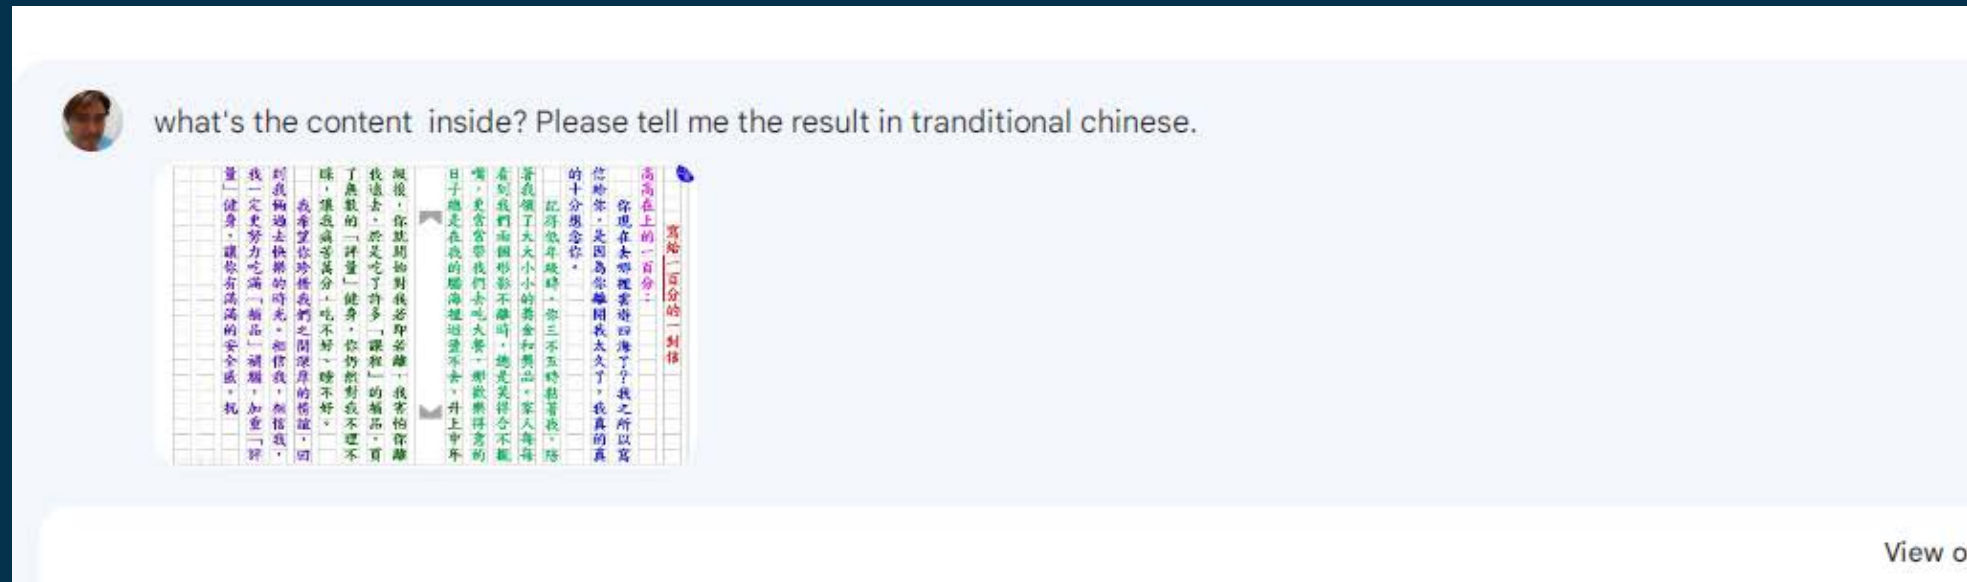 what's the content  inside? Please tell me the result in tranditional chinese.
寫給一百分的一封信
高高在上的一百分：
你現在去哪裡雲遊四海了？我之所以寫
信給你，是因為你離開我太久了，我真的真
的十分想念你。
記得低年級時，你三不五時黏著我，陪
著我領了大大小小的獎金和獎品。家人每每
看到我們兩個形影不離時，總是笑得合不攏
嘴，更常常帶我們去吃大餐，那歡樂得意的
日子總是在我的腦海裡迴盪不去。升上中年
級後，你就開始對我若即若離，我害怕你離
我遠去，於是吃了許多「課程」的補品，買
了無數的「評量」健身，你仍然對我不理不
睬，讓我痛苦萬分，吃不好、睡不好。
我希望你珍惜我們之間深厚的情誼，回
到我倆過去快樂的時光。相信我，相信我，
我一定更努力吃滿「補品」補腦，加重「評
量」健身，讓你有滿滿的安全感。祝
View o